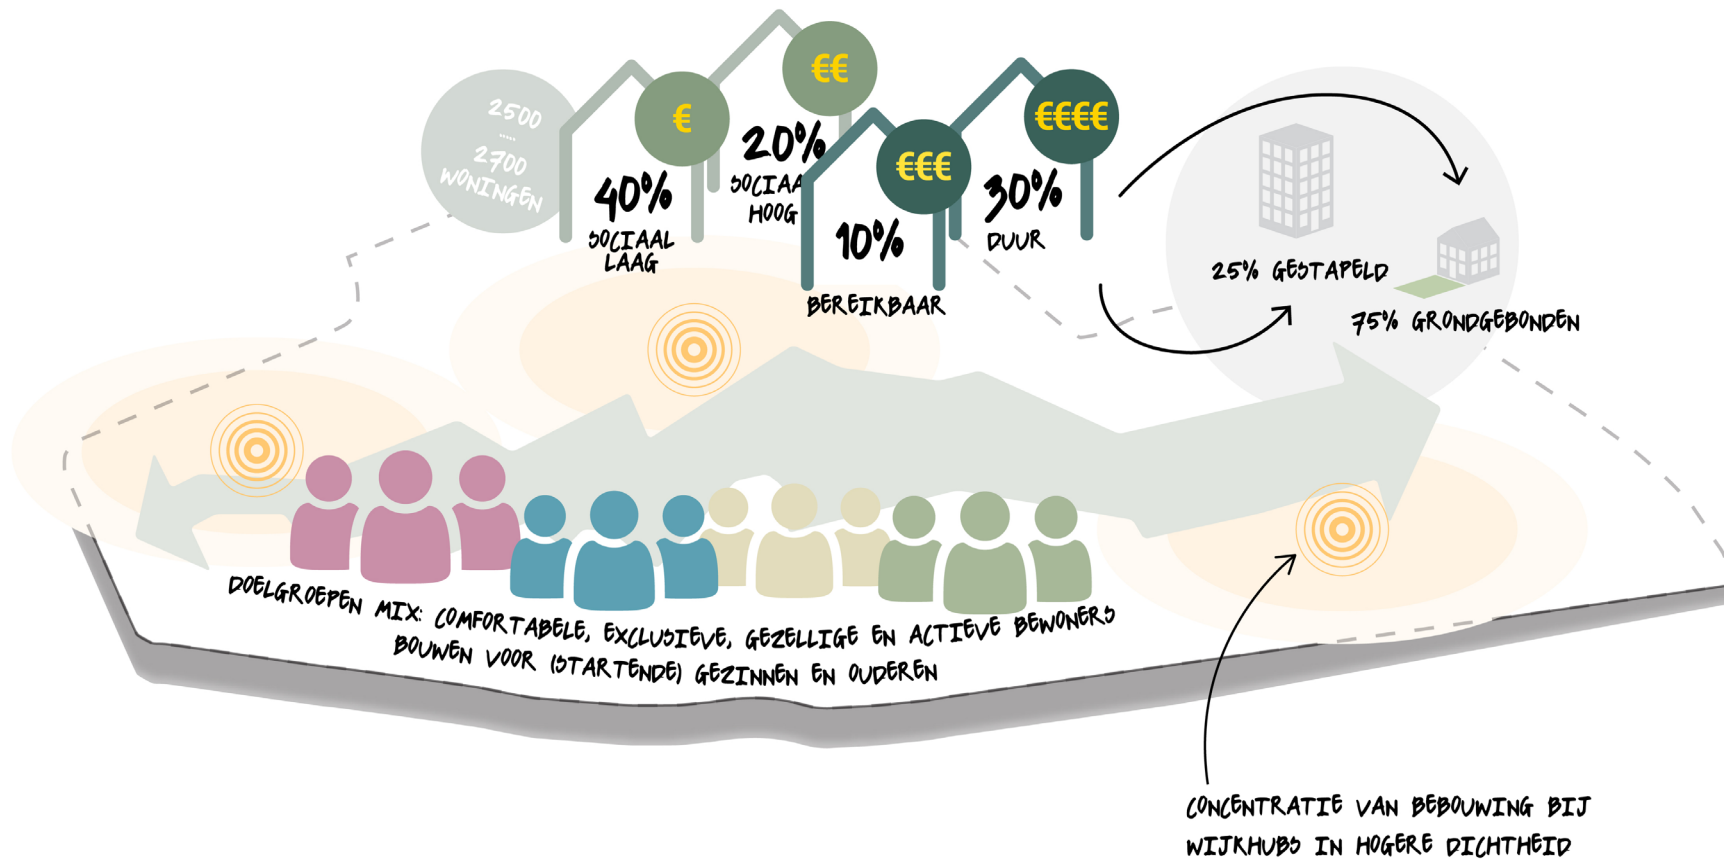 2500
.....
2700
WONINGEN
€
40%
SOCIAAL
LAAG
€€
20%
SOCIAA
HOOG
€€€
10%
BEREIKBAAR
€€€€
30%
DUUR
25% GESTAPELD
75% GRONDGEBONDEN
DOELGROEPEN MIX: COMFORTABELE, EXCLUSIEVE, GEZELLIGE EN ACTIEVE BEWONERS
BOUWEN VOOR (STARTENDE) GEZINNEN EN OUDEREN
CONCENTRATIE VAN BEBOUWING BIJ
WIJKHUBS IN HOGERE DICHTHEID